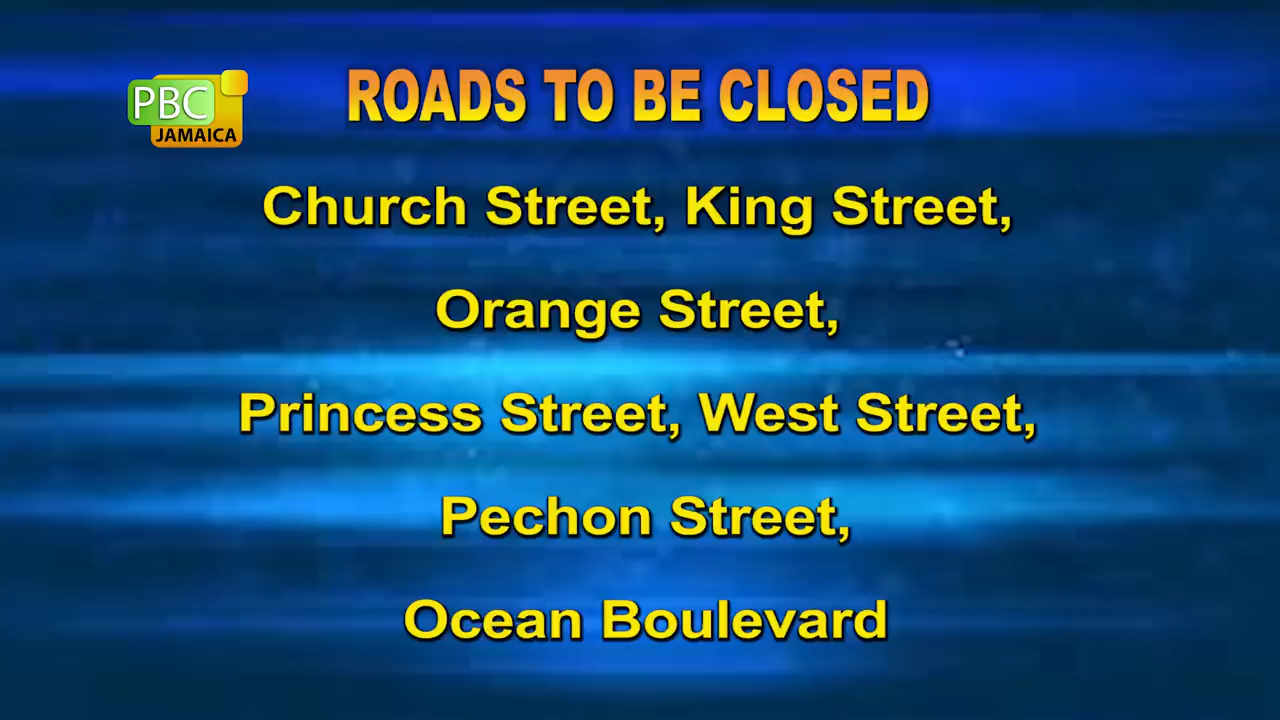 PBC
JAMAICA
ROADS TO BE CLOSED
Church Street, King Street,
Orange Street,
Princess Street, West Street,
Pechon Street,
Ocean Boulevard